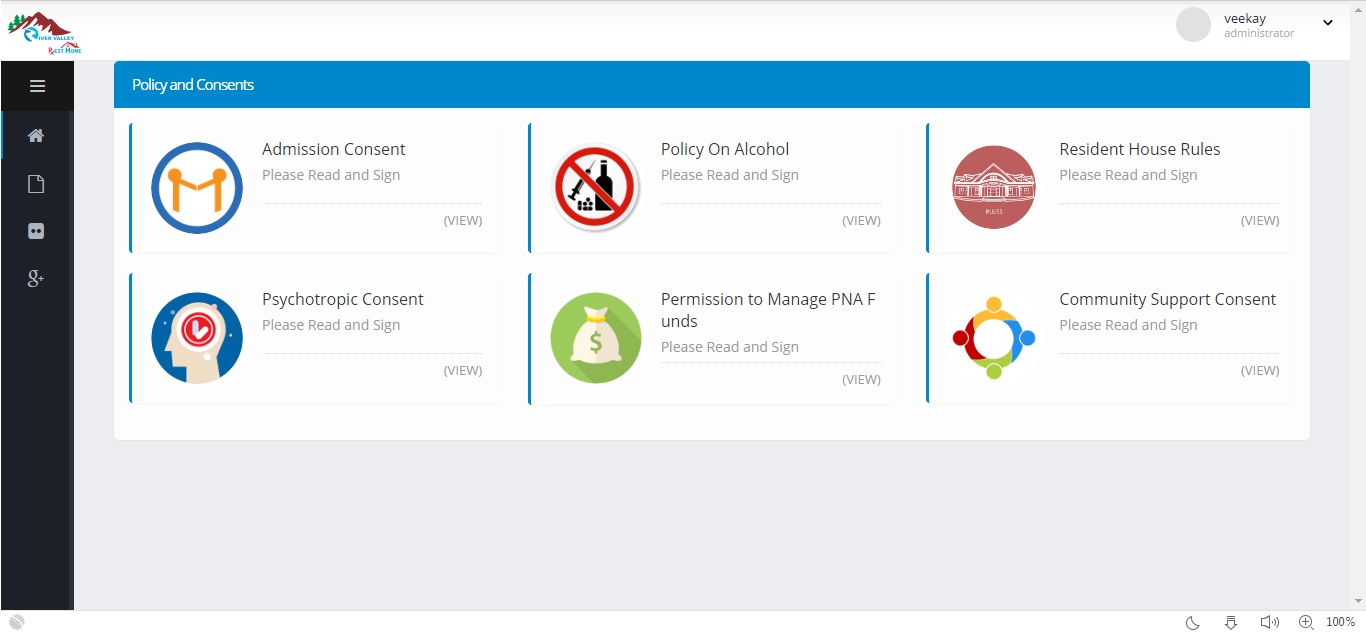 RIVER VALLEY
REST HOME
veekay
administrator
Policy and Consents
Admission Consent
Please Read and Sign
(VIEW)
Policy On Alcohol
Please Read and Sign
(VIEW)
Resident House Rules
Please Read and Sign
(VIEW)
RULES
Psychotropic Consent
Please Read and Sign
(VIEW)
$
Permission to Manage PNA F
unds
Please Read and Sign
(VIEW)
Community Support Consent
Please Read and Sign
(VIEW)
g+
100%